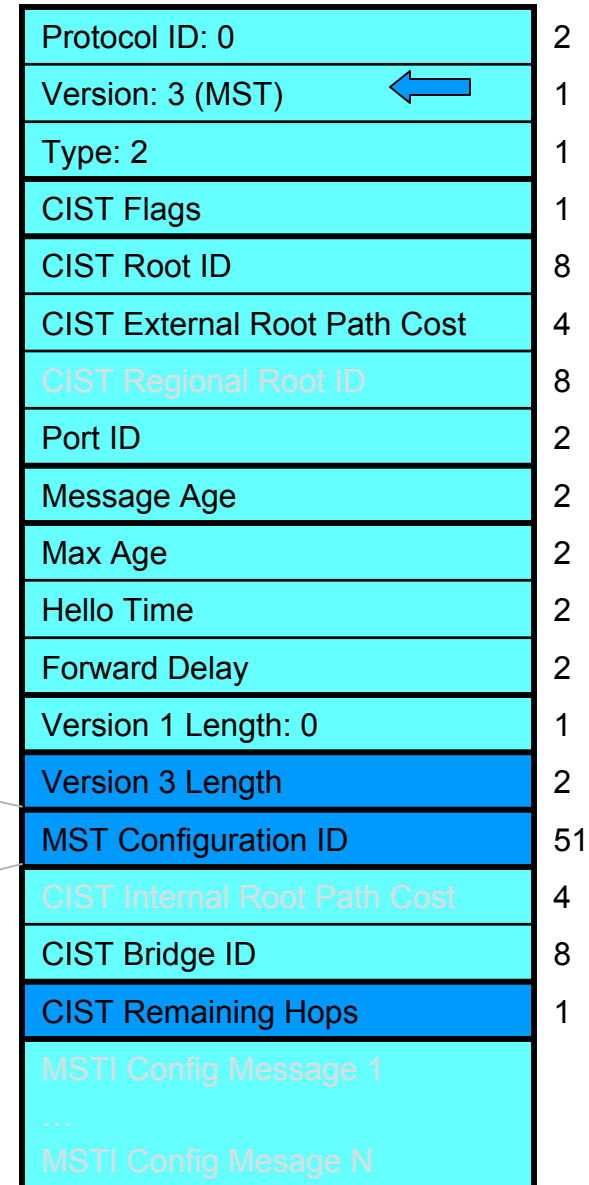 Protocol ID: 0 2
Version: 3 (MST) 1
Type: 2 1
CIST Flags 1
CIST Root ID 8
CIST External Root Path Cost 4
CIST Regional Root ID 8
Port ID 2
Message Age 2
Max Age 2
Hello Time 2
Forward Delay 2
Version 1 Length: 0 1
Version 3 Length 2
MST Configuration ID 51
CIST Internal Root Path Cost 4
CIST Bridge ID 8
CIST Remaining Hops 1
MSTI Config Message 1
…
MSTI Config Mesage N